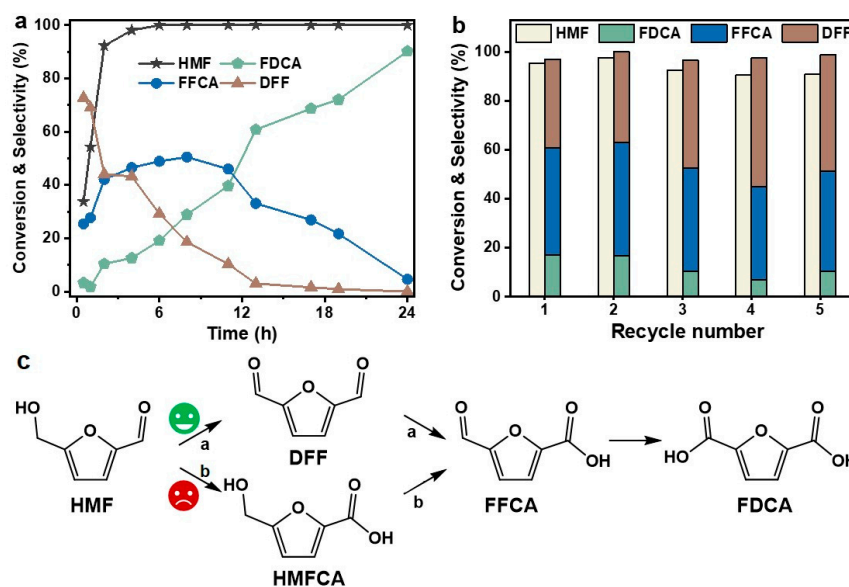 a
Conversion & Selectivity (%)
100
80
60
40
20
0
HMF FDCA
FFCA DFF
0 6 12 18 24
Time (h)
b
Conversion & Selectivity (%)
100
80
60
40
20
0
HMF FDCA FFCA DFF
1 2 3 4 5
Recycle number
c
HO O O
HMF
a
b
O O O
DFF
HO O O
OH
HMFCA
a
b
O O O
OH
FFCA
O O O
HO OH
FDCA